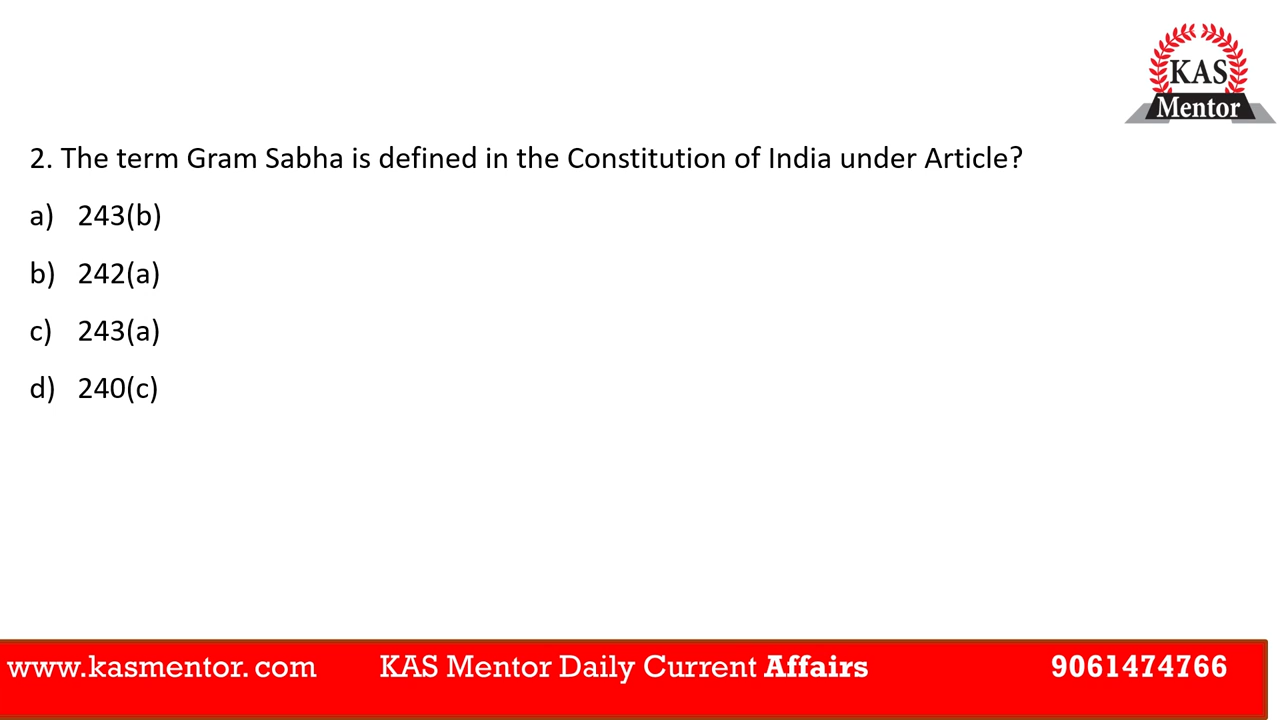 KAS
Mentor
2. The term Gram Sabha is defined in the Constitution of India under Article?
a) 243(b)
b) 242(a)
c) 243(a)
d) 240(c)
www.kasmentor. com KAS Mentor Daily Current Affairs 9061474766